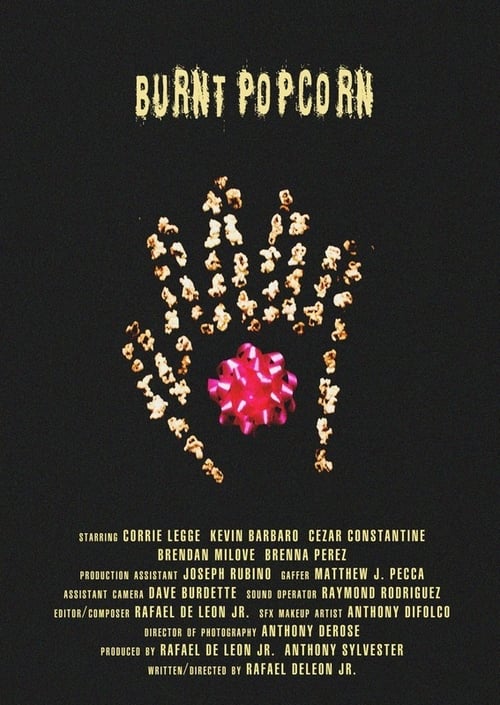 BURNT POPCORN
STARRING CORRIE LEGGE KEVIN BARBARO CEZAR CONSTANTINE
BRENDAN MILOVE BRENNA PEREZ
PRODUCTION ASSISTANT JOSEPH RUBINO GAFFER MATTHEW J. PECCA
ASSISTANT CAMERA DAVE BURDETTE SOUND OPERATOR RAYMOND RODRIGUEZ
EDITOR/COMPOSER RAFAEL DE LEON JR. SFX MAKEUP ARTIST ANTHONY DIFOLCO
DIRECTOR OF PHOTOGRAPHY ANTHONY DEROSE
PRODUCED BY RAFAEL DE LEON JR. ANTHONY SYLVESTER
WRITTEN/DIRECTED BY RAFAEL DELEON JR.